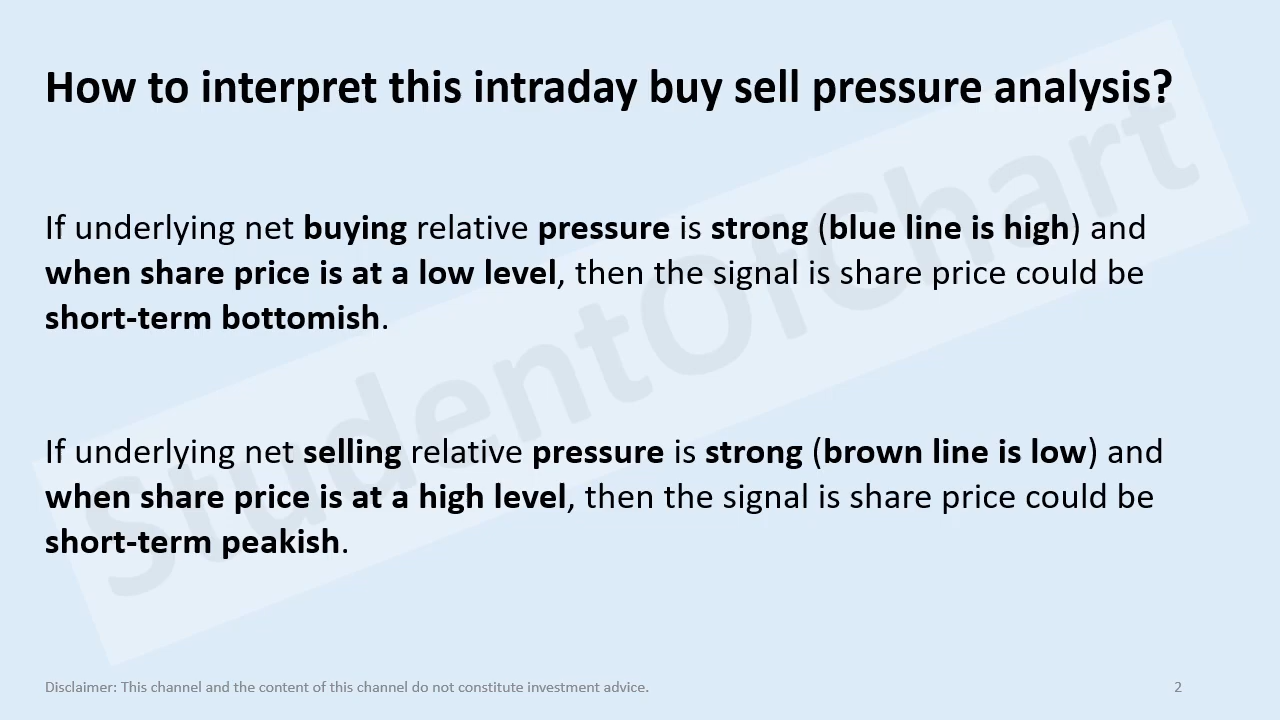 How to interpret this intraday buy sell pressure analysis?
If underlying net buying relative pressure is strong (blue line is high) and
when share price is at a low level, then the signal is share price could be
short-term bottomish.
If underlying net selling relative pressure is strong (brown line is low) and
when share price is at a high level, then the signal is share price could be
short-term peakish.
StudentOfChart
Disclaimer: This channel and the content of this channel do not constitute investment advice.
2